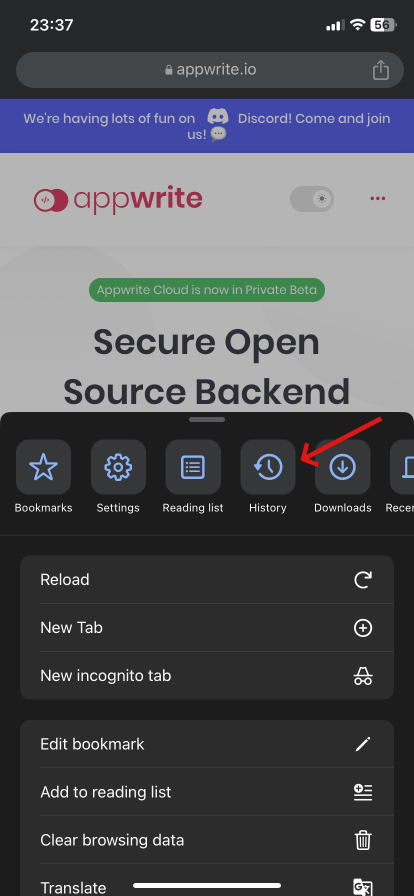 23:37
56
appwrite.io
We're having lots of fun on Discord! Come and join
us!
appwrite
Appwrite Cloud is now in Private Beta
Secure Open
Source Backend
Bookmarks
Settings
Reading list
History
Downloads
Recen
Reload
New Tab
New incognito tab
Edit bookmark
Add to reading list
Clear browsing data
Translate